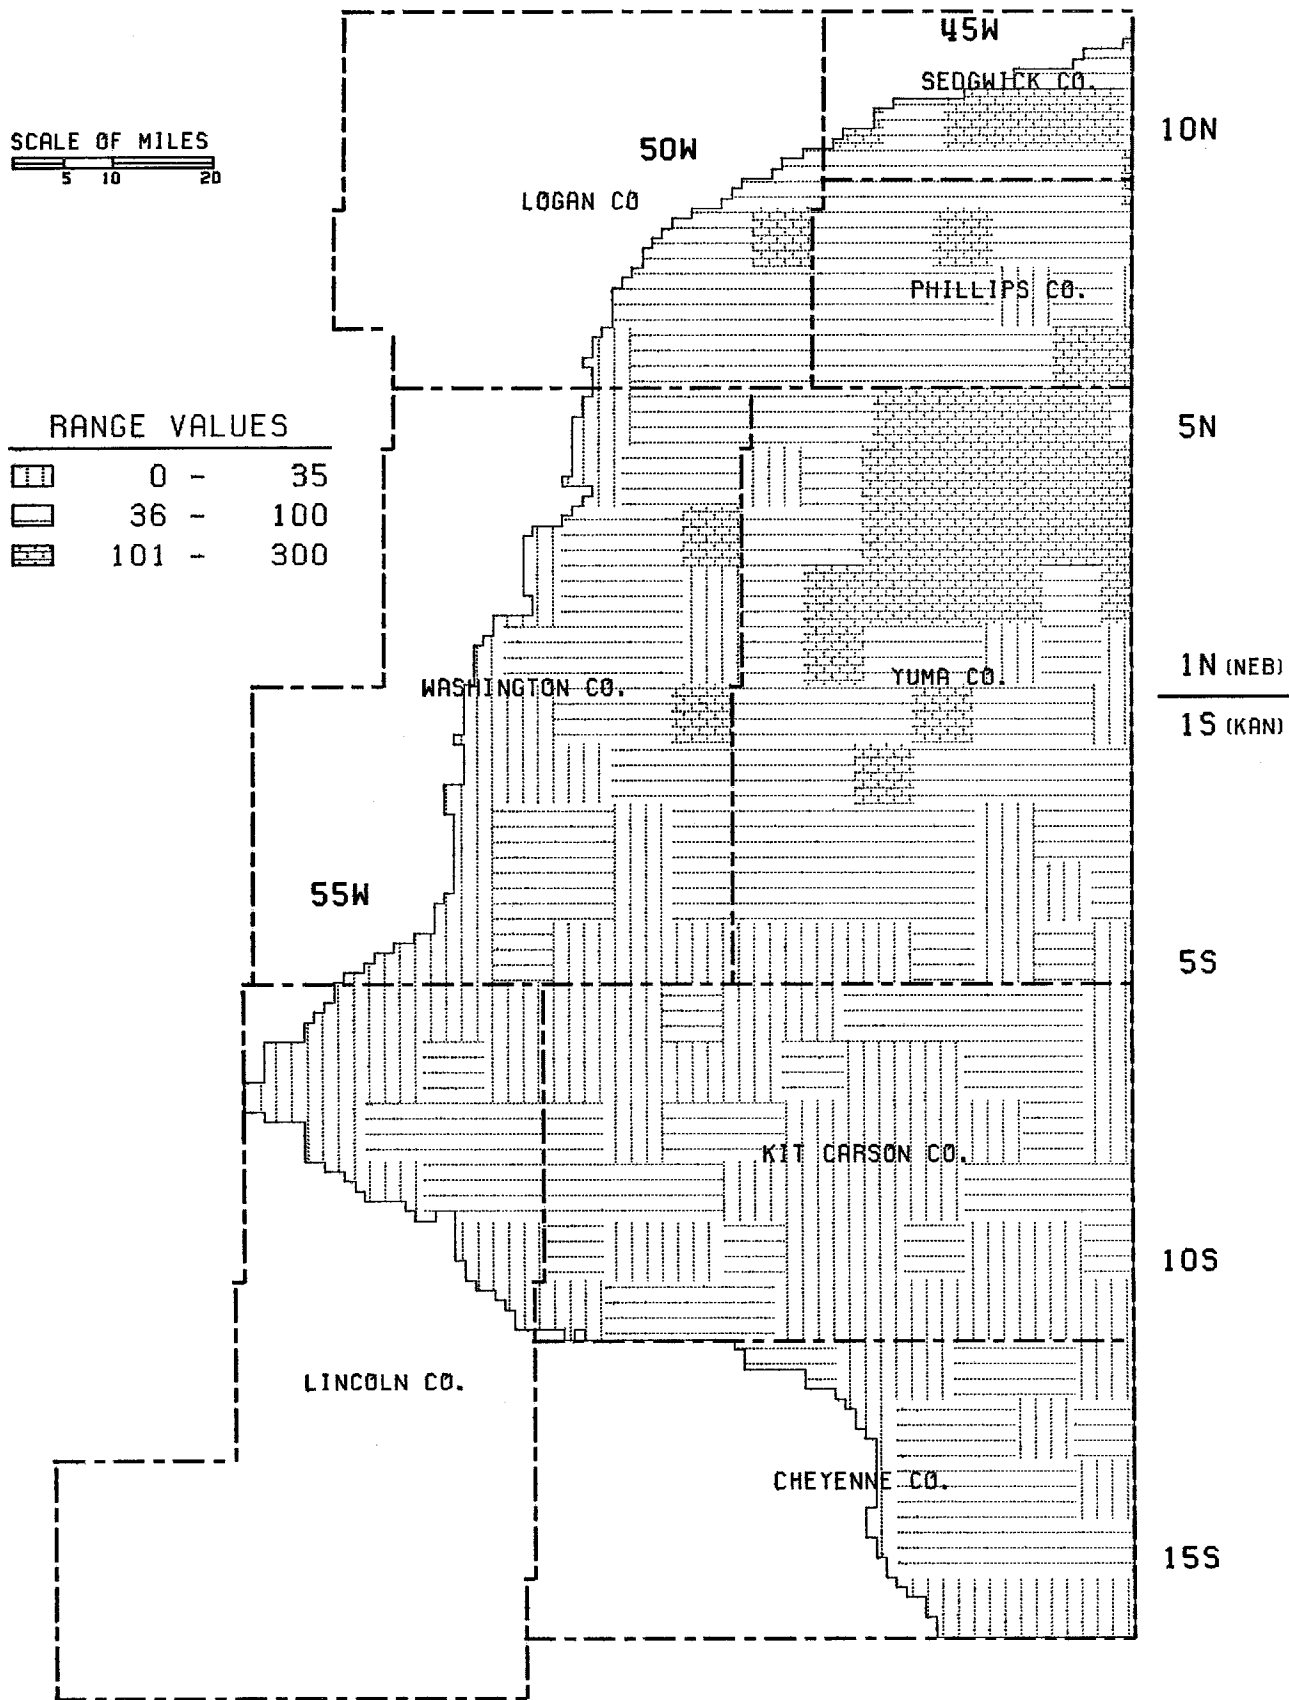 45W
SEDGWICK CO.
SCALE OF MILES
5 10 20
10N
50W
LOGAN CO
PHILLIPS CO.
RANGE VALUES
0 - 35
36 - 100
101 - 300
5N
WASHINGTON CO.
YUMA CO.
1N (NEB)
1S (KAN)
55W
5S
KIT CARSON CO.
10S
LINCOLN CO.
CHEYENNE CO.
15S